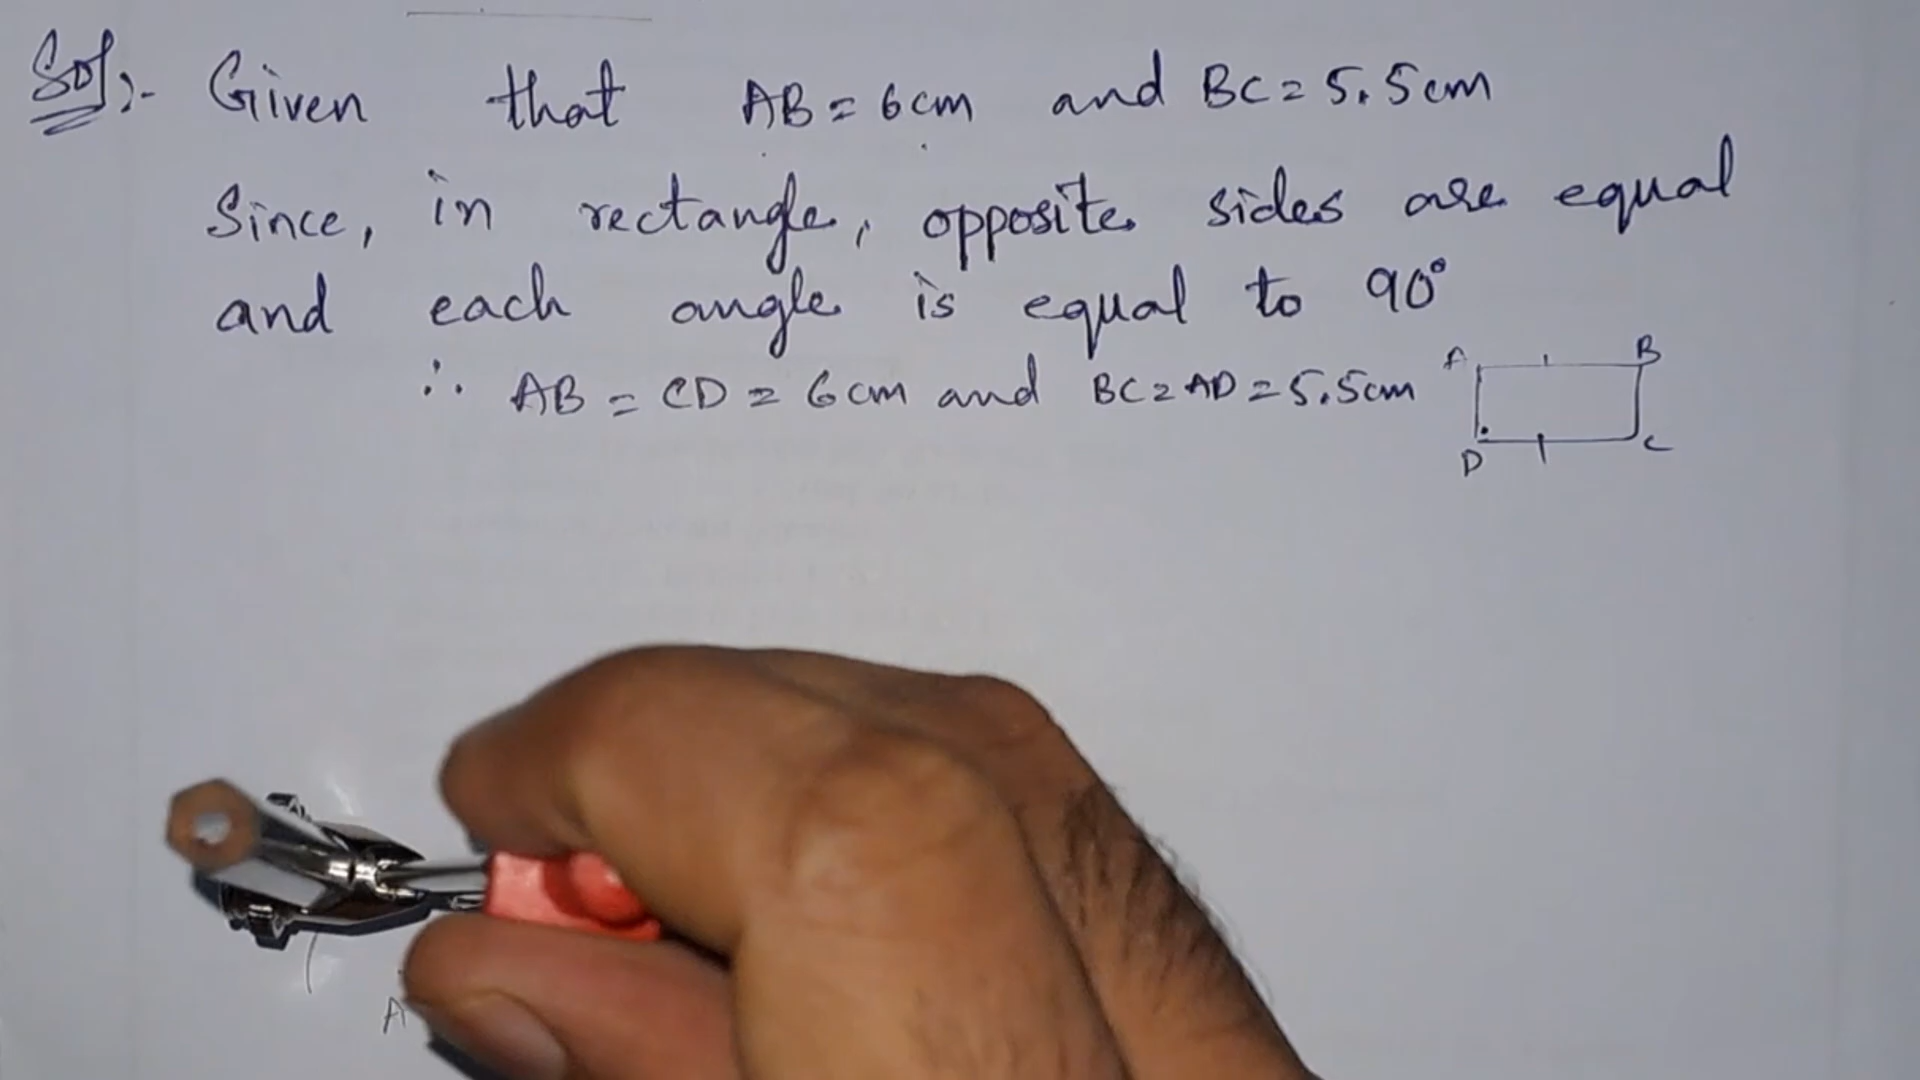 Sol:- Given that AB = 6cm and BC = 5.5cm
Since, in rectangle, opposite sides are equal
and each angle is equal to 90°
∴ AB = CD = 6cm and BC = AD = 5.5cm
A B
D C
A